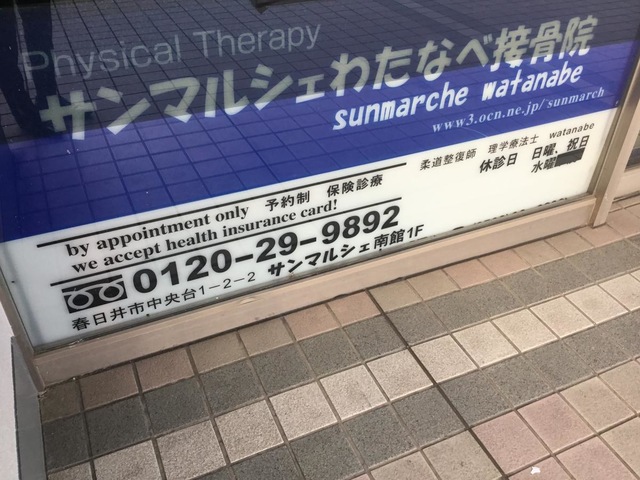 Physical Therapy
サンマルシェわたなべ接骨院
sunmarche watanabe
www3.ocn.ne.jp/sunmarch
柔道整復師 理学療法士 watanabe
休診日 日曜、祝日
水曜
by appointment only 予約制 保険診療
we accept health insurance card!
0120-29-9892
春日井市中央台1-2-2 サンマルシェ南館1F